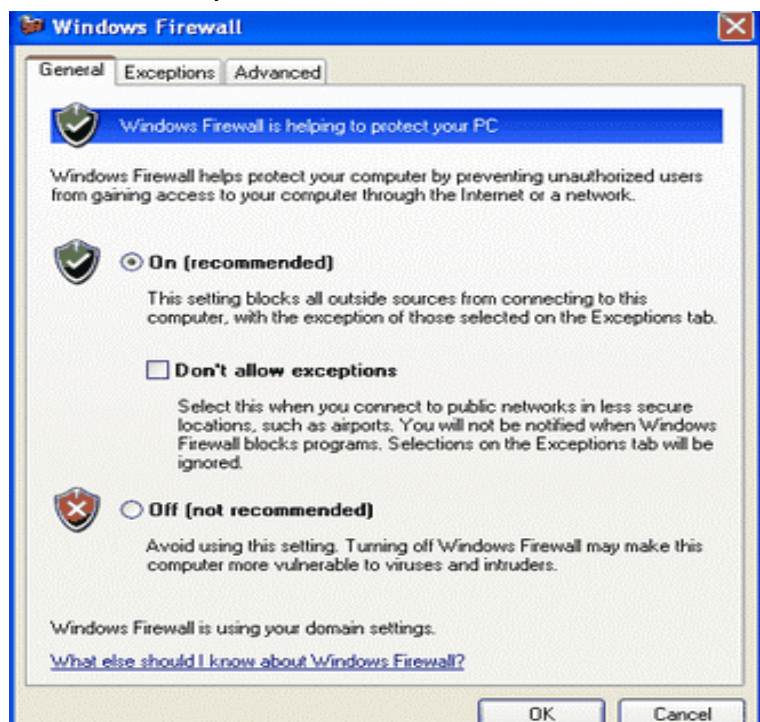 Windows Firewall
General Exceptions Advanced
Windows Firewall is helping to protect your PC
Windows Firewall helps protect your computer by preventing unauthorized users
from gaining access to your computer through the Internet or a network.
On (recommended)
This setting blocks all outside sources from connecting to this
computer, with the exception of those selected on the Exceptions tab.
Don't allow exceptions
Select this when you connect to public networks in less secure
locations, such as airports. You will not be notified when Windows
Firewall blocks programs. Selections on the Exceptions tab will be
ignored.
Off (not recommended)
Avoid using this setting. Turning off Windows Firewall may make this
computer more vulnerable to viruses and intruders.
Windows Firewall is using your domain settings.
What else should I know about Windows Firewall?
OK Cancel